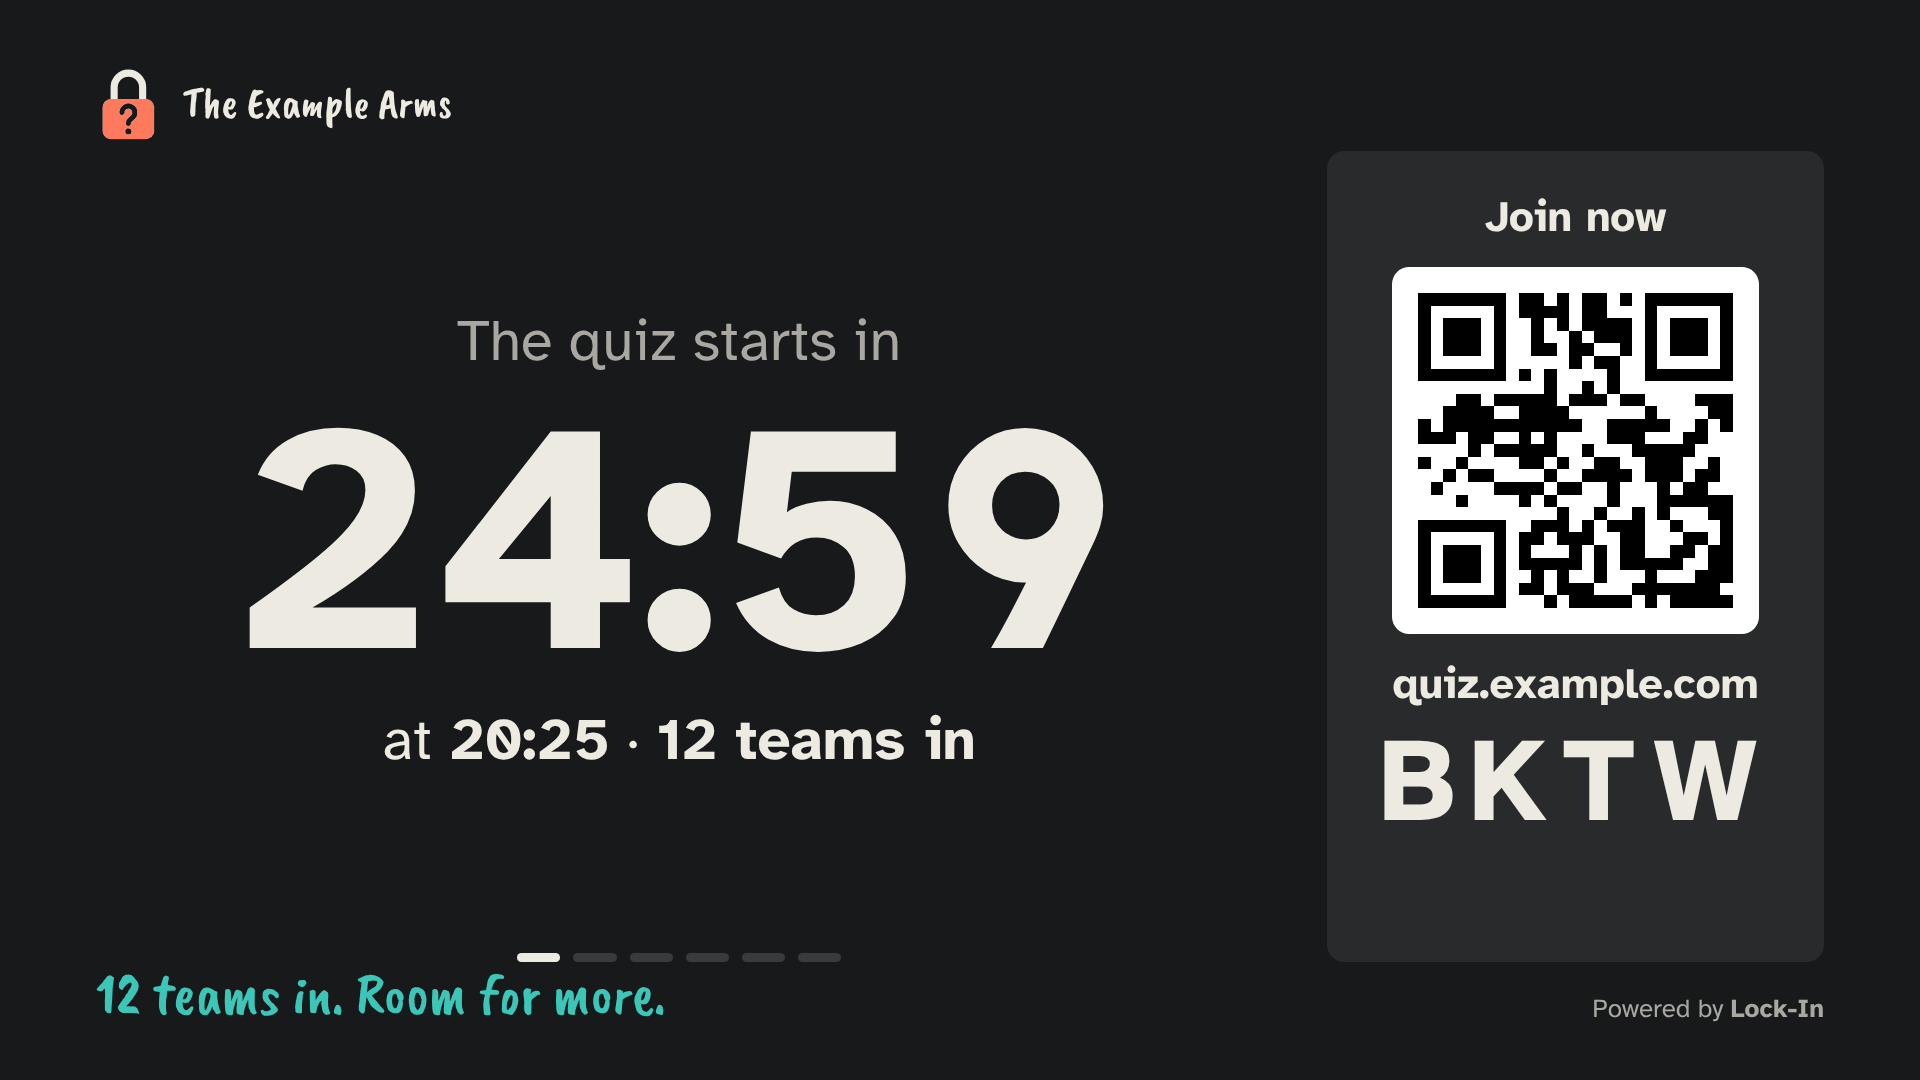 ?
The Example Arms
The quiz starts in
24:59
at 20:25 · 12 teams in
12 teams in. Room for more.
Join now
quiz.example.com
BKTW
Powered by Lock-In